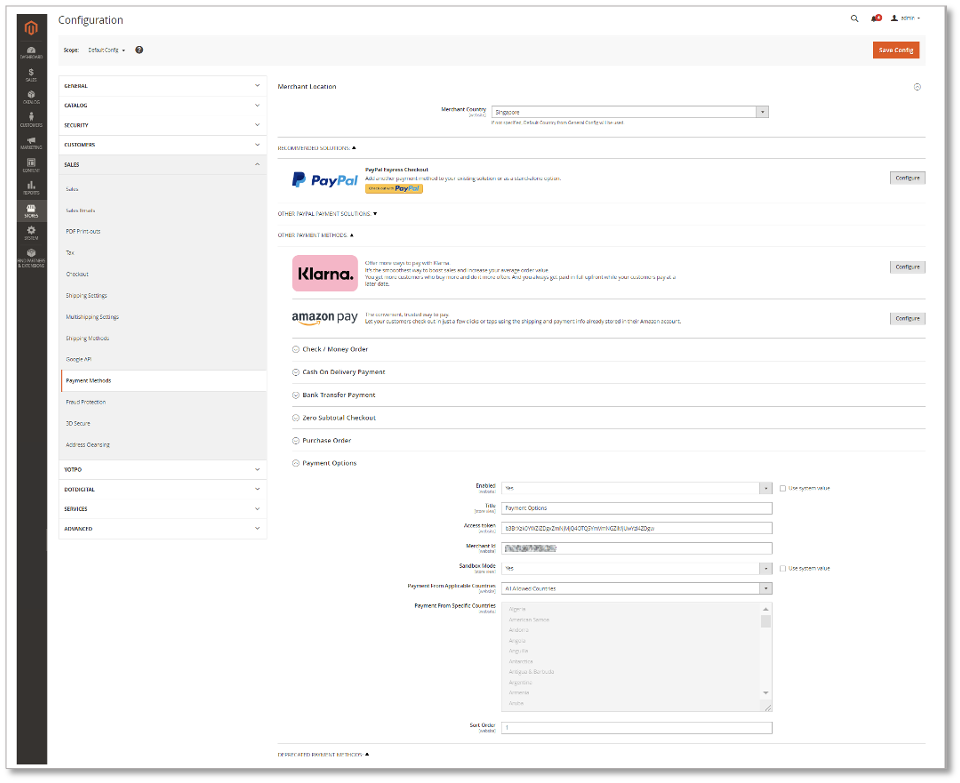 Configuration
admin
Scope: Default Config
Save Config
DASHBOARD
SALES
CATALOG
CUSTOMERS
MARKETING
CONTENT
REPORTS
STORES
SYSTEM
FIND PARTNERS
& EXTENSIONS
GENERAL
CATALOG
SECURITY
CUSTOMERS
SALES
Sales
Sales Emails
PDF Print-outs
Tax
Checkout
Shipping Settings
Multishipping Settings
Shipping Methods
Google API
Payment Methods
Fraud Protection
3D Secure
Address Cleansing
YOTPO
DOTDIGITAL
SERVICES
ADVANCED
Merchant Location
Merchant Country
[website]
Singapore
If not specified, Default Country from General Config will be used
RECOMMENDED SOLUTIONS:
PayPal
PayPal Express Checkout
Add another payment method to your existing solution or as a stand-alone option.
PayPal
Configure
OTHER PAYPAL PAYMENT SOLUTIONS:
OTHER PAYMENT METHODS:
Klarna.
Offer more ways to pay with Klarna.
It's the smoothest way to boost sales and increase your average order value
You get more customers who buy more and do it more often. And you always get paid in full upfront while your customers pay at a
later date.
Configure
amazon pay
The convenient, trusted way to pay.
Let your customers check out in just a few clicks or taps using the shipping and payment info already stored in their Amazon account.
Configure
Check / Money Order
Cash On Delivery Payment
Bank Transfer Payment
Zero Subtotal Checkout
Purchase Order
Payment Options
Enabled
[website]
Yes
Use system value
Title
[store view]
Payment Options
Access token
[website]
Merchant Id
[website]
Sandbox Mode
[store view]
Yes
Use system value
Payment From Applicable Countries
[website]
All Allowed Countries
Payment From Specific Countries
[website]
Algeria
American Samoa
Andorra
Angola
Anguilla
Antarctica
Antigua & Barbuda
Argentina
Armenia
Aruba
Sort Order
[website]
1
DEPRECATED PAYMENT METHODS: